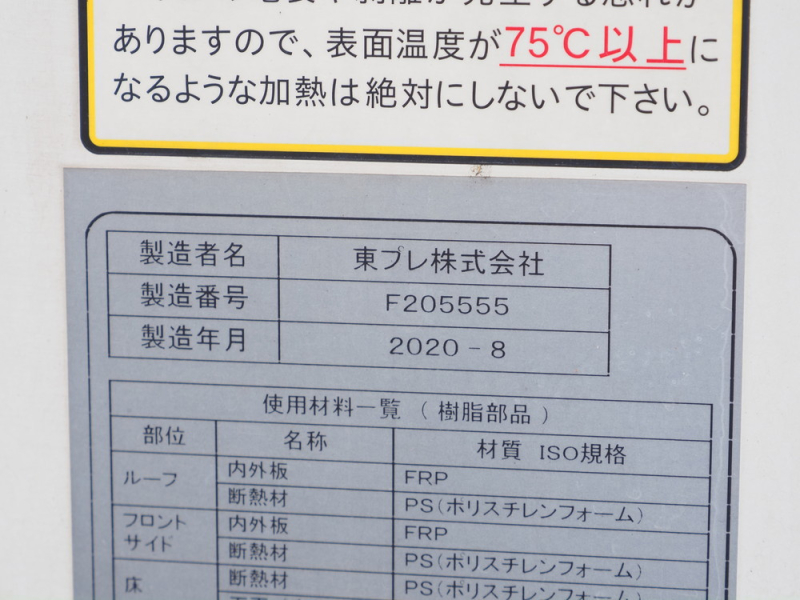 ありますので、表面温度が75℃以上に
なるような加熱は絶対にしないで下さい。
製造者名 東プレ株式会社
製造番号 F205555
製造年月 2020-8
使用材料一覧 (樹脂部品)
部位 名称 材質 ISO規格
ルーフ 内外板 FRP
断熱材 PS(ポリスチレンフォーム)
フロント サイド 内外板 FRP
断熱材 PS(ポリスチレンフォーム)
床 断熱材 PS(ポリスチレンフォーム)